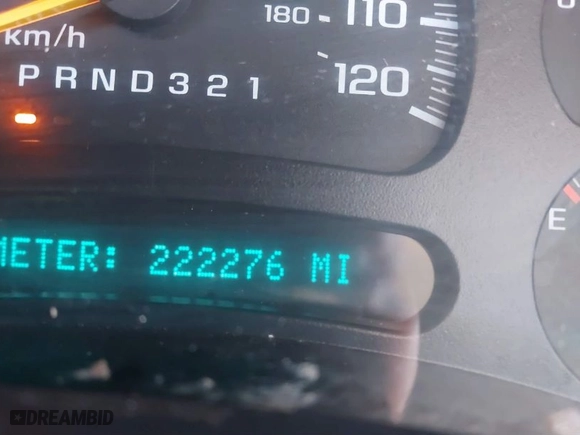 180 110
km/h
PRND321 120
E
METER: 222276 MI
DREAMBID